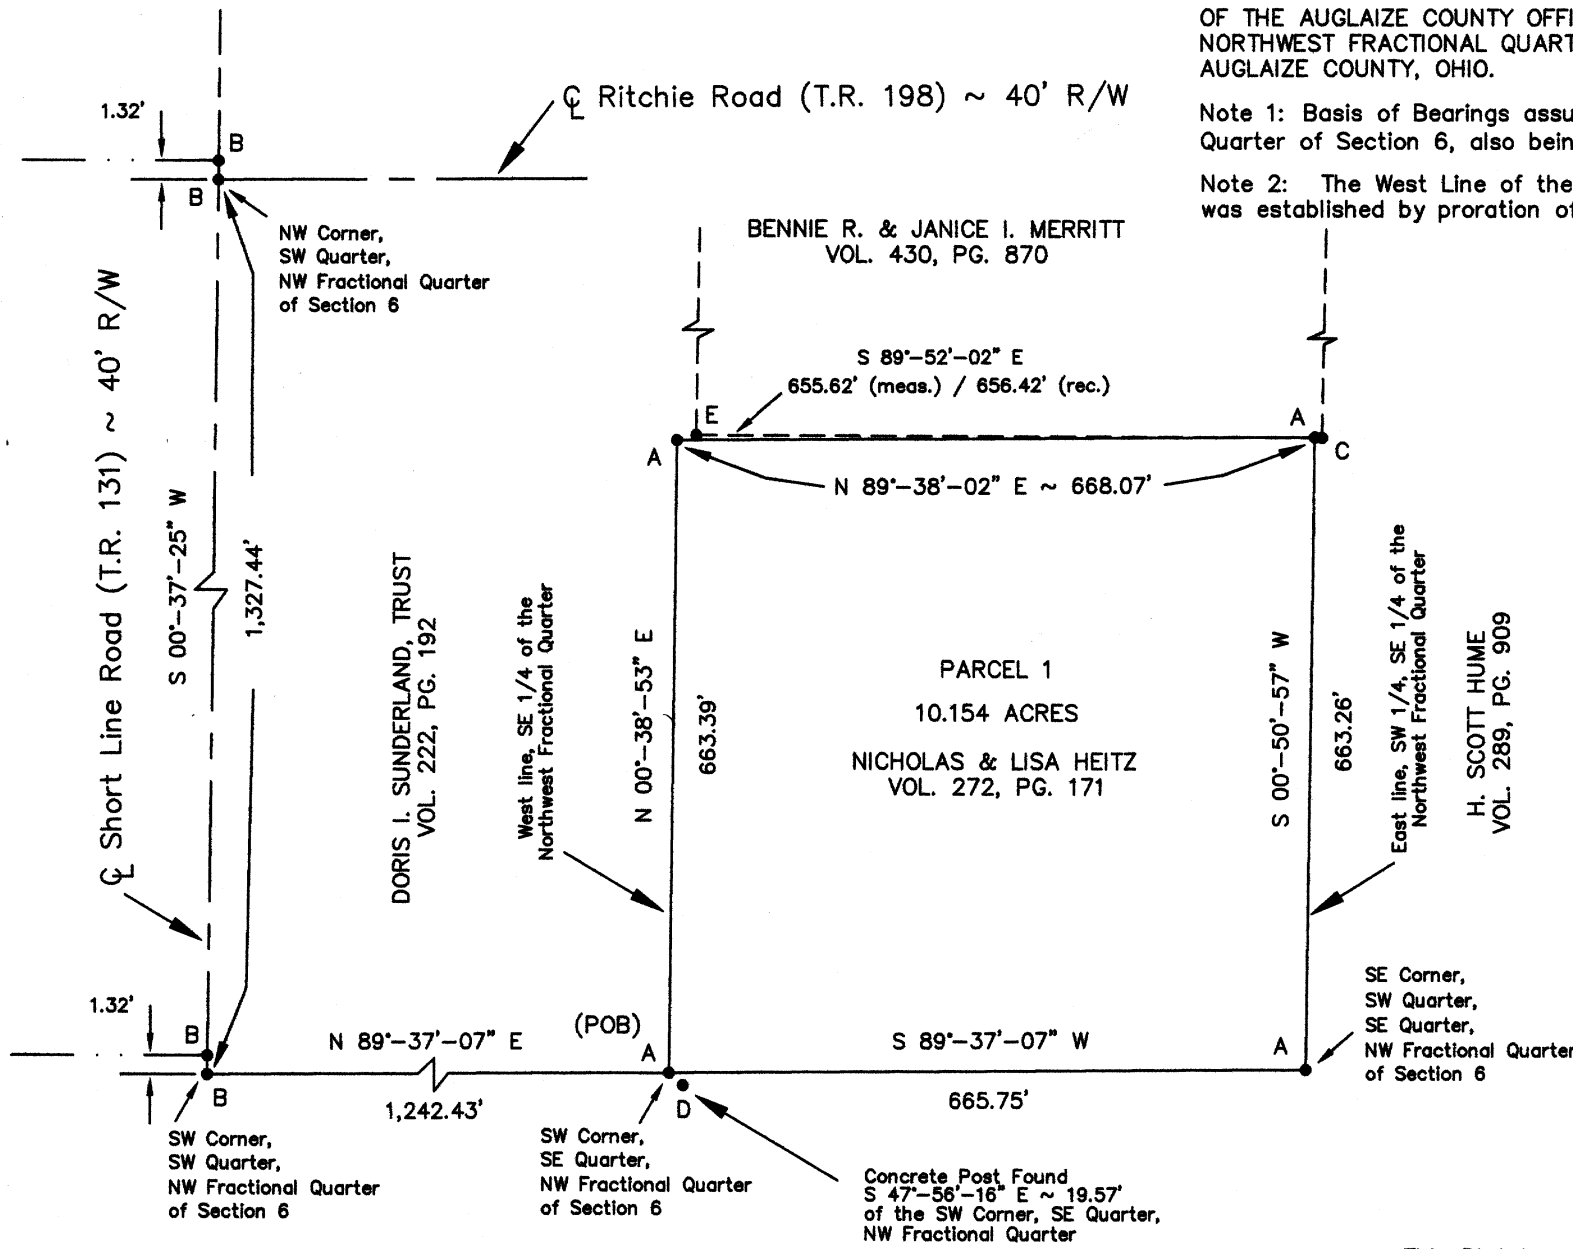 OF THE AUGLAIZE COUNTY
NORTHWEST FRACTIONAL
AUGLAIZE COUNTY, OHIO.
Note 1: Basis of Bearings
Quarter of Section 6, also
Note 2: The West Line of the
was established by proration of
℄ Ritchie Road (T.R. 198) ~ 40' R/W
1.32'
B
B
NW Corner,
SW Quarter,
NW Fractional Quarter
of Section 6
BENNIE R. & JANICE I. MERRITT
VOL. 430, PG. 870
S 89°-52'-02" E
655.62' (meas.) / 656.42' (rec.)
E
A
A
C
N 89°-38'-02" E ~ 668.07'
℄ Short Line Road (T.R. 131) ~ 40' R/W
S 00°-37'-25" W
1,327.44'
DORIS I. SUNDERLAND, TRUST
VOL. 222, PG. 192
West line, SE 1/4 of the
Northwest Fractional Quarter
N 00°-38'-53" E
663.39'
PARCEL 1
10.154 ACRES
NICHOLAS & LISA HEITZ
VOL. 272, PG. 171
S 00°-50'-57" W
663.26'
East line, SW 1/4, SE 1/4 of the
Northwest Fractional Quarter
H. SCOTT HUME
VOL. 289, PG. 909
1.32'
B
B
N 89°-37'-07" E
1,242.43'
(POB)
A
D
S 89°-37'-07" W
665.75'
A
SE Corner,
SW Quarter,
SE Quarter,
NW Fractional Quarter
of Section 6
SW Corner,
SW Quarter,
NW Fractional Quarter
of Section 6
SW Corner,
SE Quarter,
NW Fractional Quarter
of Section 6
Concrete Post Found
S 47°-56'-16" E ~ 19.57'
of the SW Corner, SE Quarter,
NW Fractional Quarter